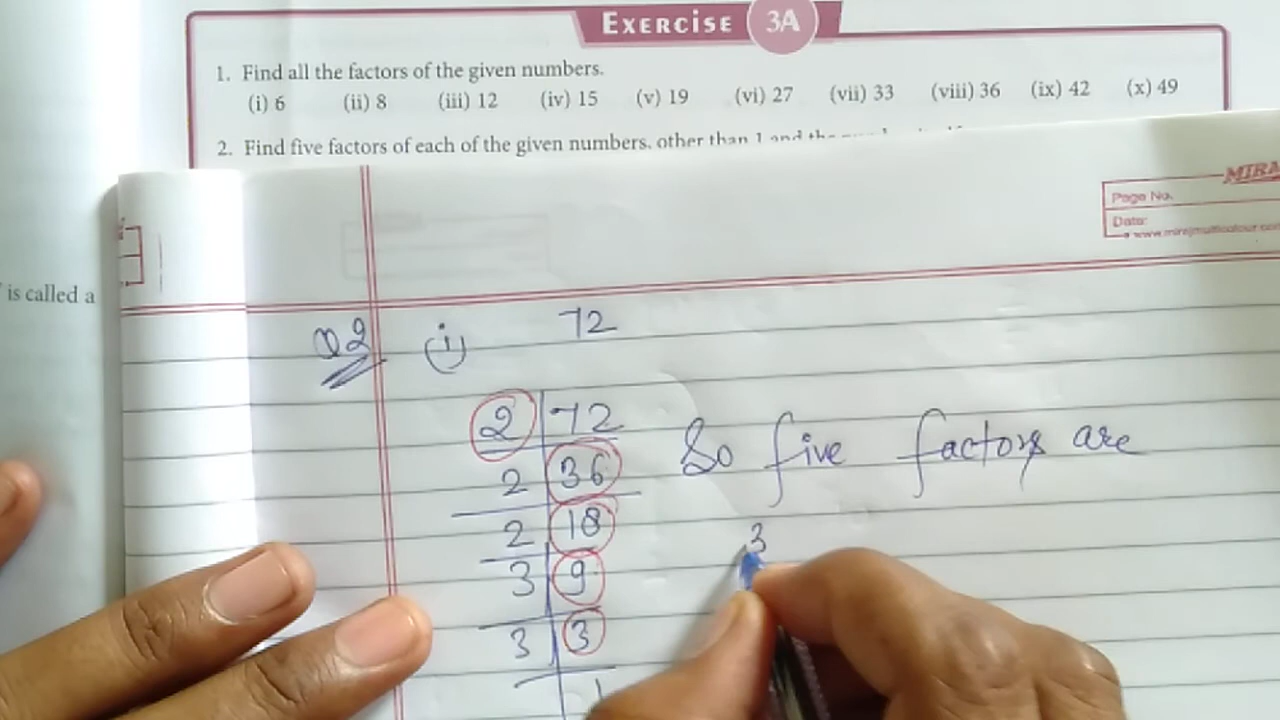 EXERCISE 3A
1. Find all the factors of the given numbers.
(i) 6 (ii) 8 (iii) 12 (iv) 15 (v) 19 (vi) 27 (vii) 33 (viii) 36 (ix) 42 (x) 49
2. Find five factors of each of the given numbers, other than 1 and the
MIRA
Page No.
Date:
is called a
Q2 (i) 72
2 72
2 36
2 18
3 9
3 3
1
So five factors are
3